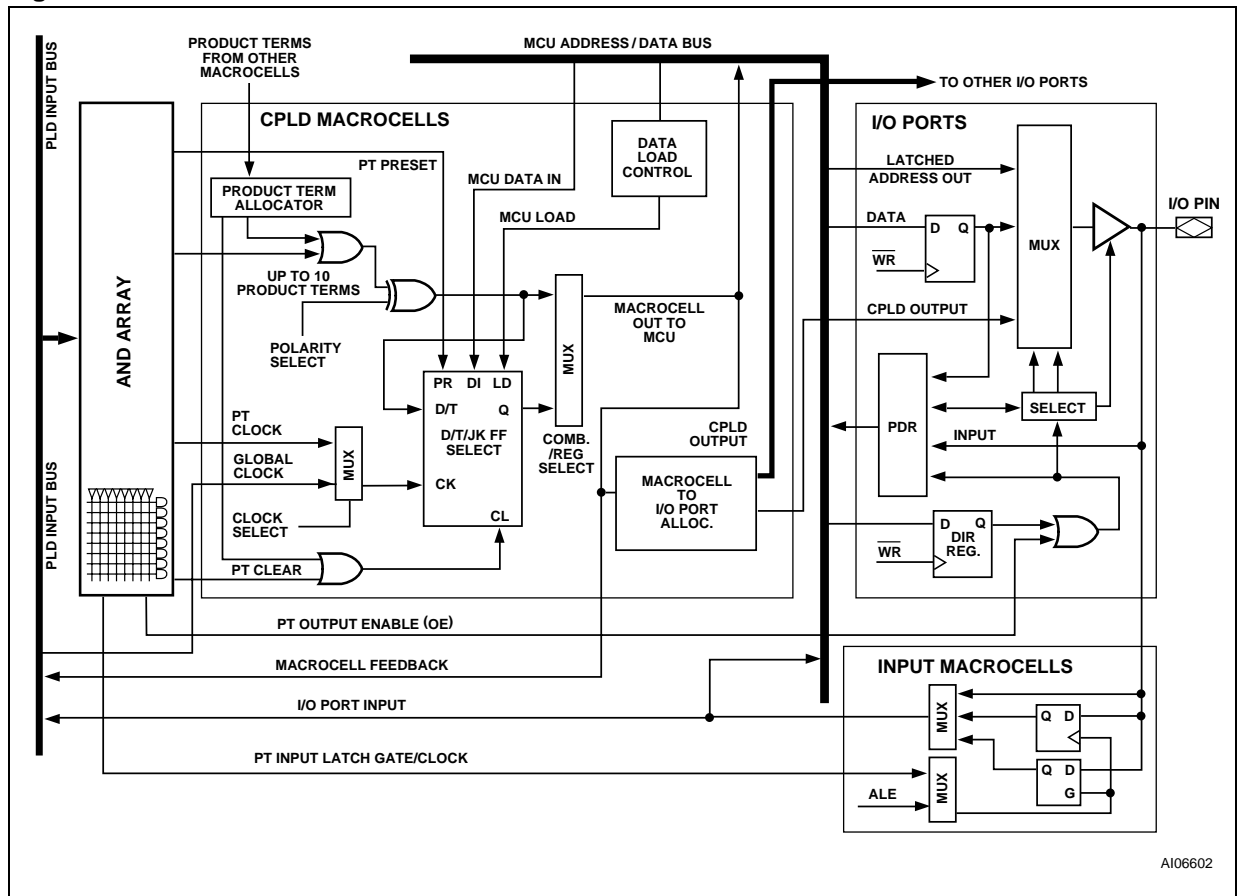 PRODUCT TERMS
FROM OTHER
MACROCELLS
MCU ADDRESS / DATA BUS
PLD INPUT BUS
TO OTHER I/O PORTS
CPLD MACROCELLS
I/O PORTS
DATA
LOAD
CONTROL
LATCHED
ADDRESS OUT
PT PRESET
MCU DATA IN
PRODUCT TERM
ALLOCATOR
I/O PIN
MCU LOAD
DATA
D Q
MUX
WR
UP TO 10
PRODUCT TERMS
AND ARRAY
MUX
MACROCELL
OUT TO
MCU
CPLD OUTPUT
POLARITY
SELECT
PR DI LD
D/T Q
D/T/JK FF
SELECT
CK
CL
COMB.
/REG
SELECT
SELECT
PDR
INPUT
PT
CLOCK
GLOBAL
CLOCK
MUX
CLOCK
SELECT
CPLD
OUTPUT
MACROCELL
TO
I/O PORT
ALLOC.
PLD INPUT BUS
D Q
DIR
REG.
WR
PT CLEAR
PT OUTPUT ENABLE (OE)
MACROCELL FEEDBACK
INPUT MACROCELLS
I/O PORT INPUT
MUX
Q D
PT INPUT LATCH GATE/CLOCK
Q D
G
MUX
ALE
AI06602